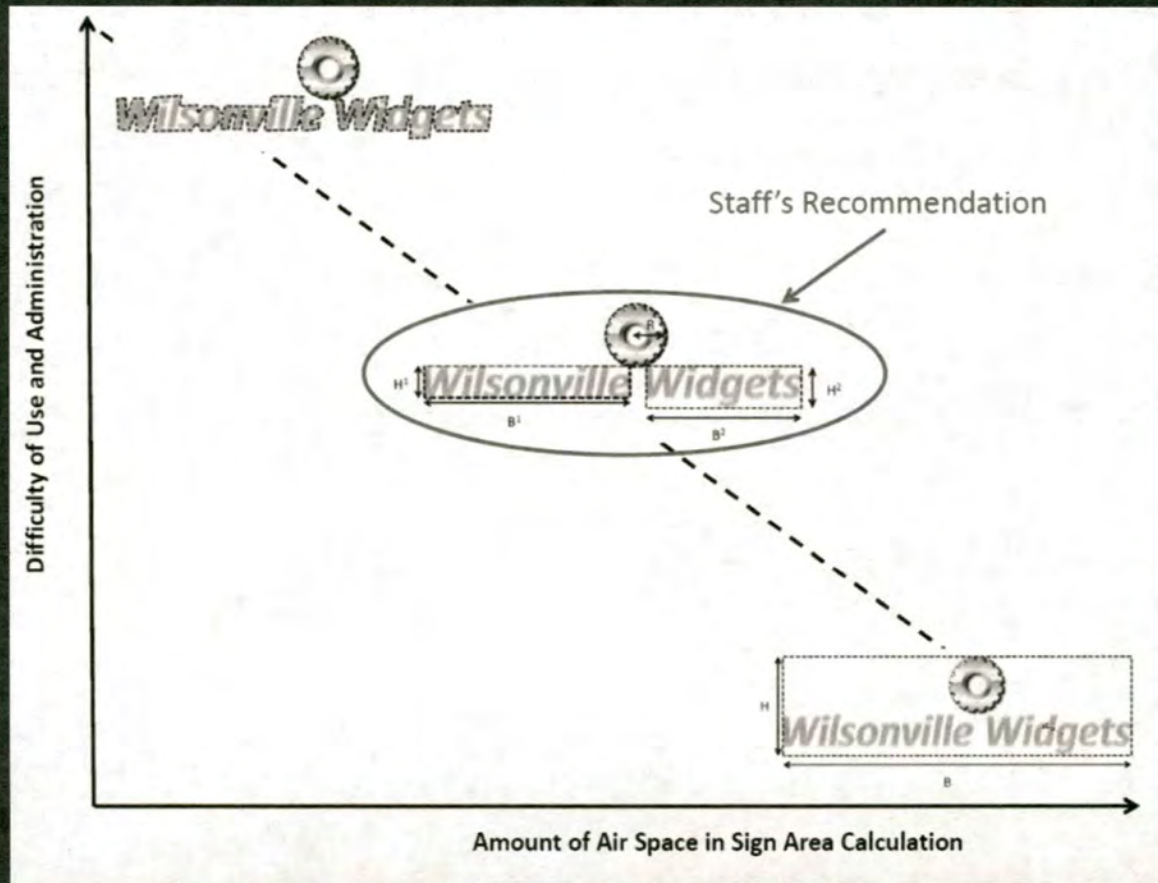 Difficulty of Use and Administration
Wilsonville Widgets
Staff's Recommendation
R
H¹ Wilsonville Widgets H²
B¹ B²
H
Wilsonville Widgets
B
Amount of Air Space in Sign Area Calculation